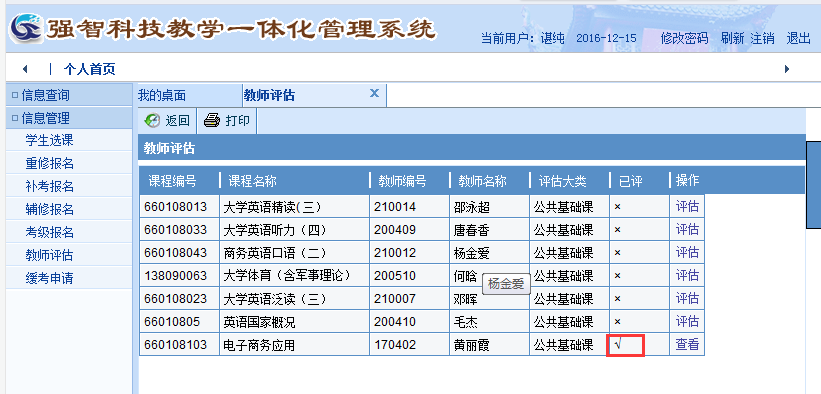 强智科技教学一体化管理系统
当前用户：谌纯 2016-12-15 修改密码 刷新 注销 退出
个人首页
信息查询
信息管理
学生选课
重修报名
补考报名
辅修报名
考级报名
教师评估
缓考申请
我的桌面 教师评估 X
返回 打印
教师评估
课程编号 课程名称 教师编号 教师名称 评估大类 已评 操作
660108013 大学英语精读(三) 210014 邵泳超 公共基础课 × 评估
660108033 大学英语听力（四） 200409 唐春香 公共基础课 × 评估
660108043 商务英语口语（二） 210012 杨金爱 公共基础课 × 评估
138090063 大学体育（含军事理论） 200510 何晗 公共基础课 × 评估
杨金爱
660108023 大学英语泛读（三） 210007 邓晖 公共基础课 × 评估
66010805 英语国家概况 200410 毛杰 公共基础课 × 评估
660108103 电子商务应用 170402 黄丽霞 公共基础课 √ 查看